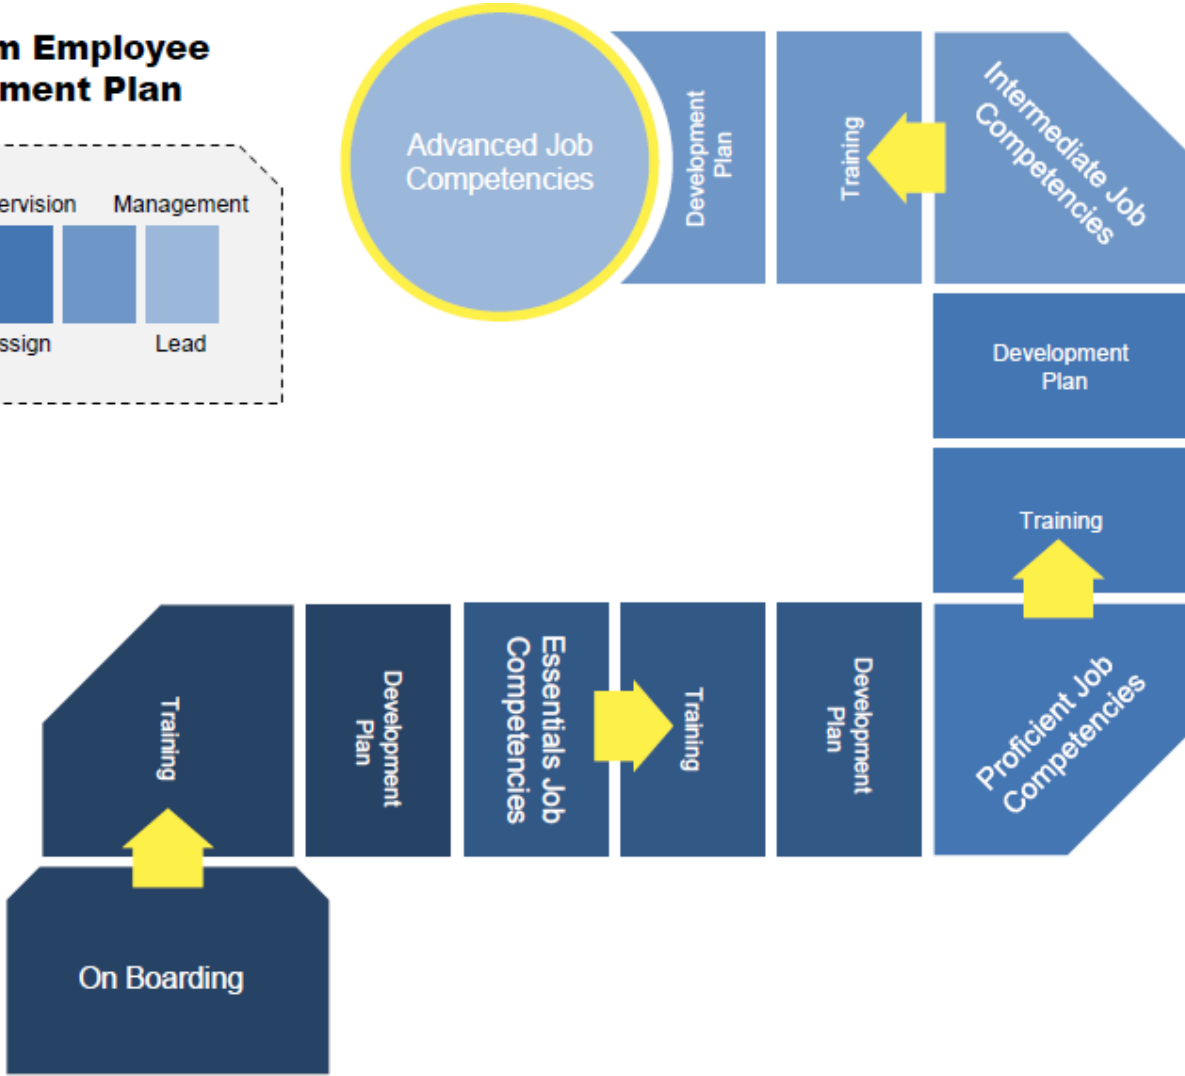 m Employee
ment Plan
ervision Management
ssign Lead
Advanced Job
Competencies
Development
Plan
Training
Intermediate Job
Competencies
Development
Plan
Training
Proficient Job
Competencies
Development
Plan
Training
Essentials Job
Competencies
Development
Plan
Training
On Boarding